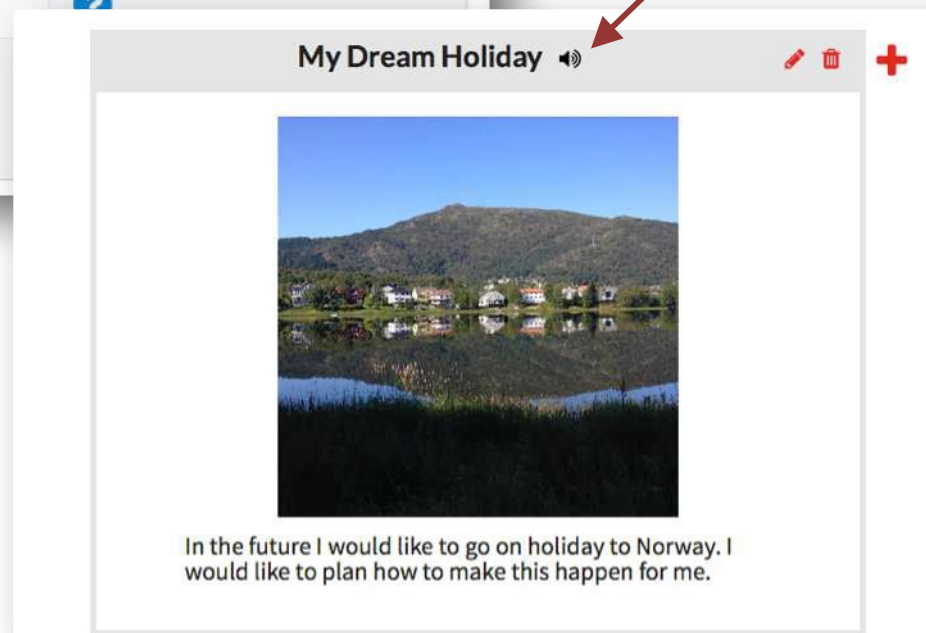 My Dream Holiday
In the future I would like to go on holiday to Norway. I
would like to plan how to make this happen for me.